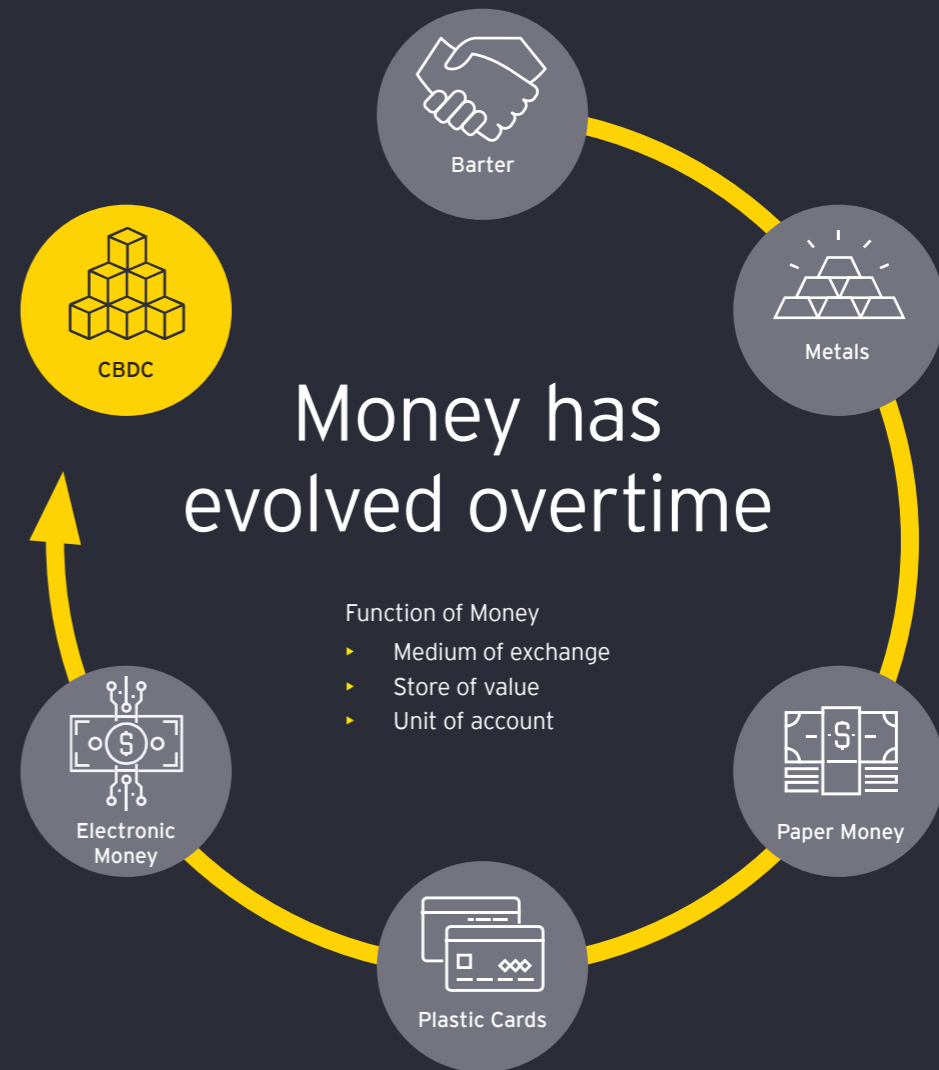 Barter
Metals
CBDC
Money has
evolved overtime
Function of Money
▸ Medium of exchange
▸ Store of value
▸ Unit of account
$
Electronic
Money
$
Paper Money
Plastic Cards